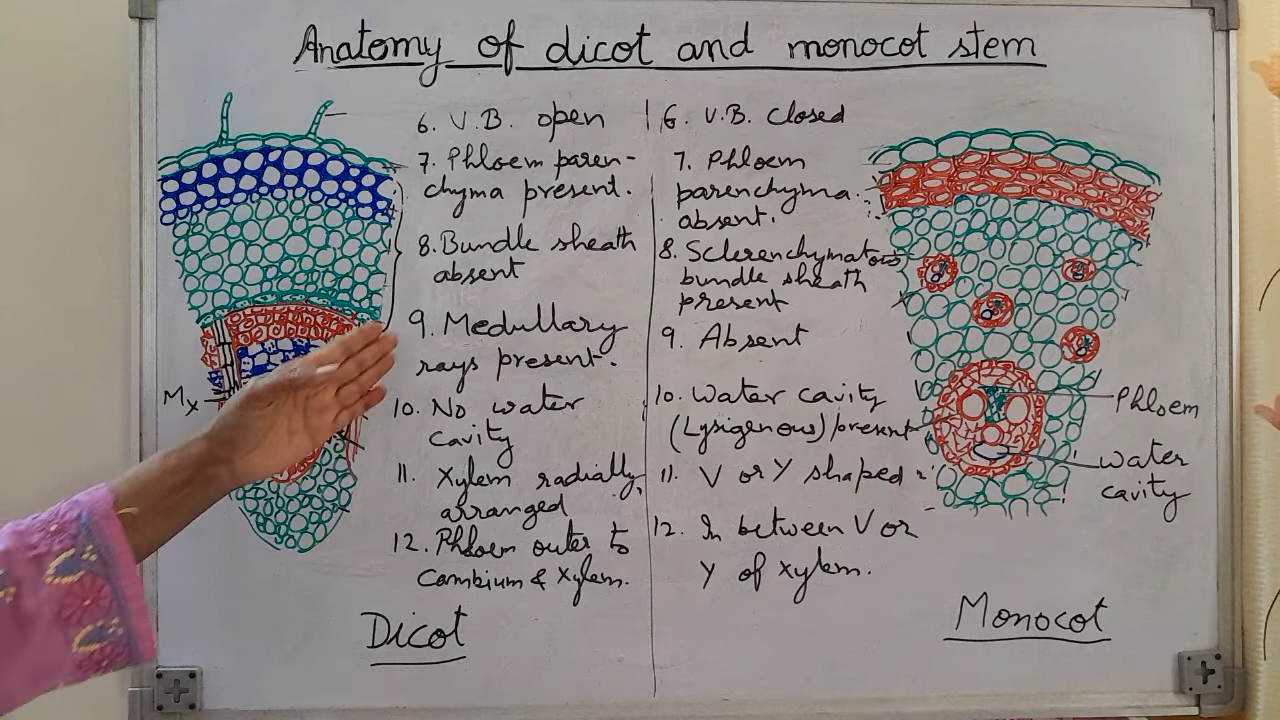 Anatomy of dicot and monocot stem
6. V.B. open
7. Phloem paren-
chyma present.
8. Bundle sheath
absent
9. Medullary
rays present.
10. No water
cavity
11. Xylem radially
arranged
12. Phloem outer to
Cambium & Xylem.
Dicot
6. V.B. closed
7. Phloem
parenchyma
absent.
8. Sclerenchymatous
bundle sheath
present
9. Absent
10. Water cavity
(Lysigenous) present
11. V or Y shaped
12. In between V or
Y of xylem.
Monocot
Mx
Phloem
water
cavity